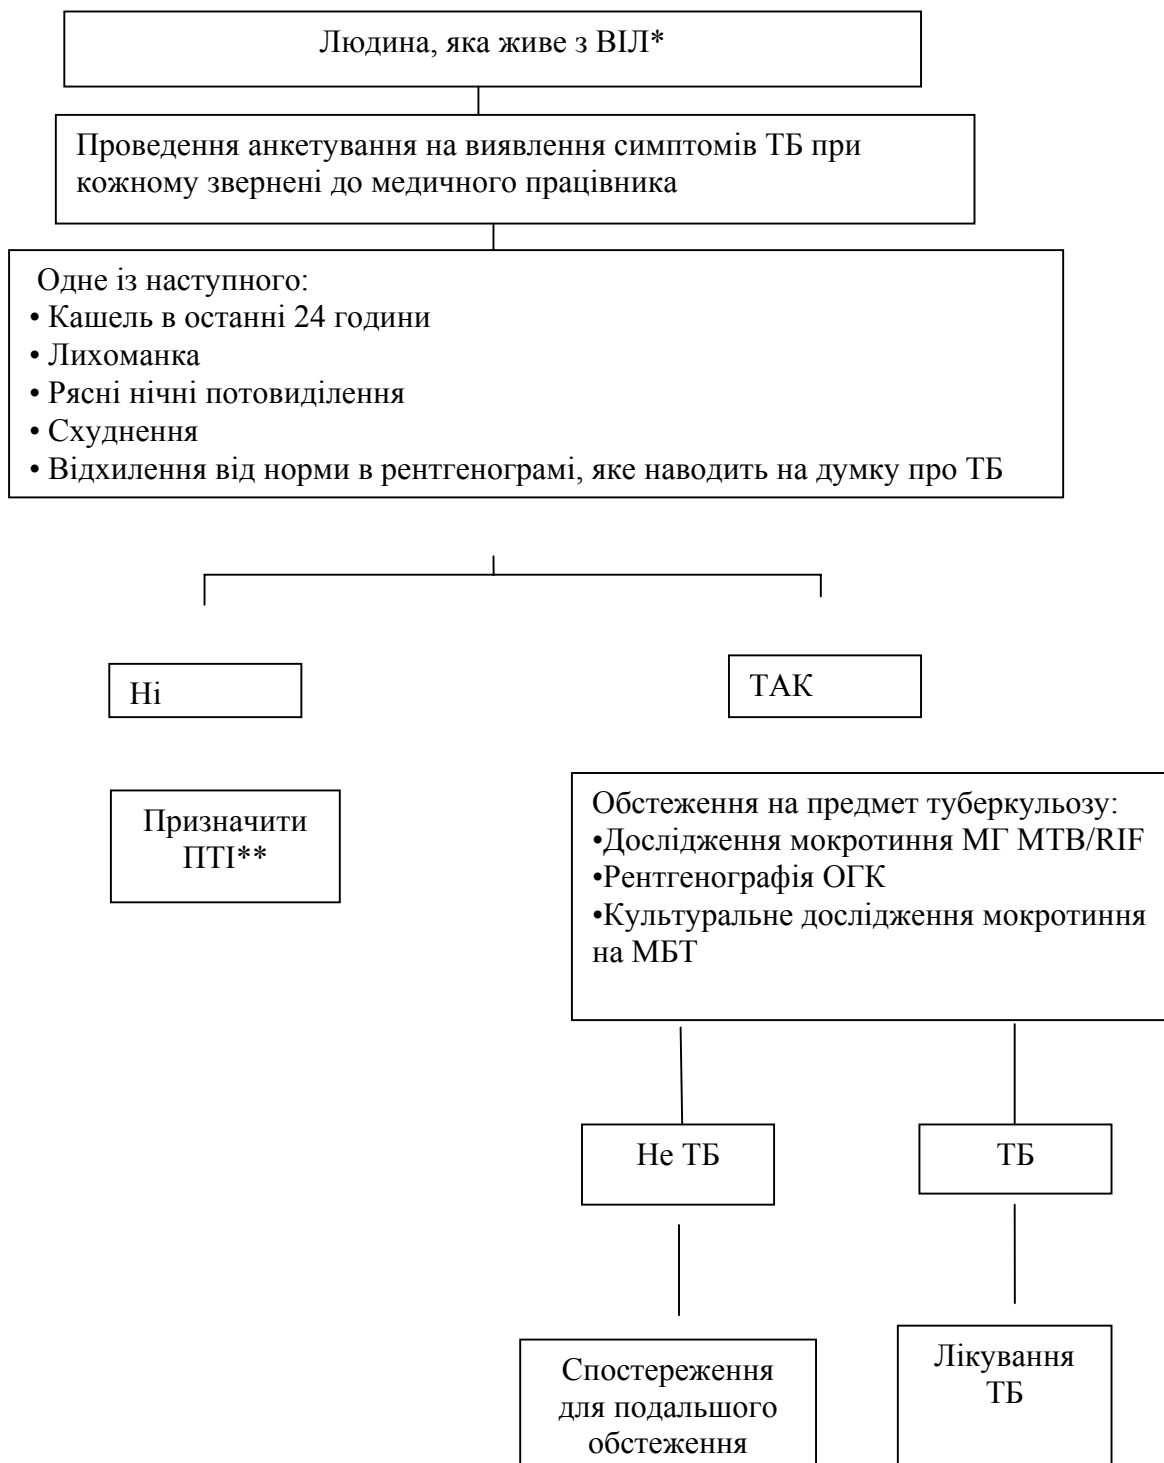 Людина, яка живе з ВІЛ*
Проведення анкетування на виявлення симптомів ТБ при
кожному звернені до медичного працівника
Одне із наступного:
• Кашель в останні 24 години
• Лихоманка
• Рясні нічні потовиділення
• Схуднення
• Відхилення від норми в рентгенограмі, яке наводить на думку про ТБ
Ні
ТАК
Призначити
ПТІ**
Обстеження на предмет туберкульозу:
•Дослідження мокротиння МГ МТВ/RIF
•Рентгенографія ОГК
•Культуральне дослідження мокротиння
на МБТ
Не ТБ
ТБ
Спостереження
для подальшого
обстеження
Лікування
ТБ